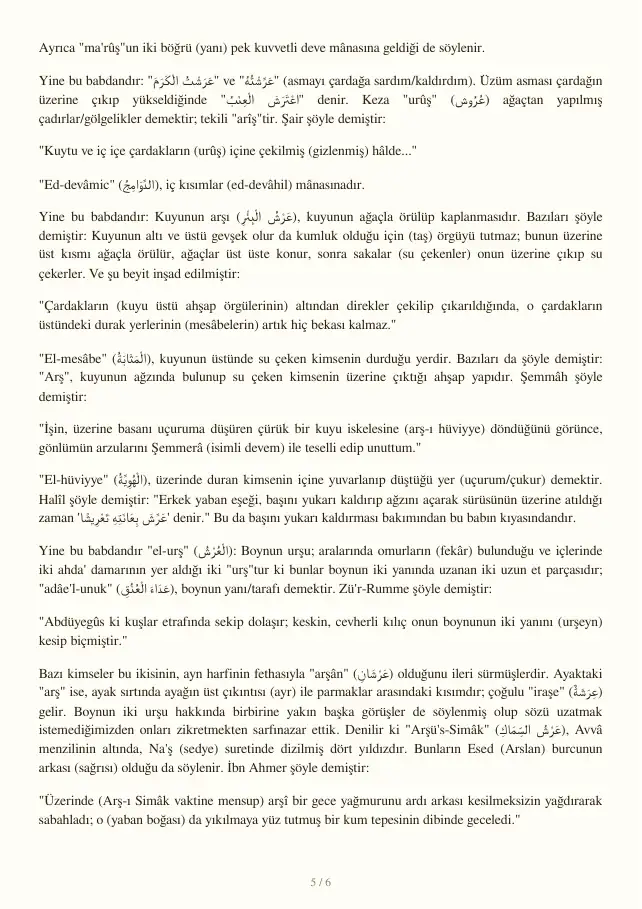 Ayrıca "ma'rûş"un iki böğrü (yanı) pek kuvvetli deve mânasına geldiği de söylenir.
Yine bu babdandır: "عَرَشْتُ الْكَرْمَ" ve "عَرَّشْتُهُ" (asmayı çardağa sardım/kaldırdım). Üzüm asması çardağın
üzerine çıkıp yükseldiğinde "اعْتَرَشَ الْعِنَبُ" denir. Keza "urûş" (عُرُوش) ağaçtan yapılmış
çadırlar/gölgelikler demektir; tekili "arîş"tir. Şair şöyle demiştir:
"Kuytu ve iç içe çardakların (urûş) içine çekilmiş (gizlenmiş) hâlde..."
"Ed-devâmic" (الدَّوَامِجُ), iç kısımlar (ed-devâhil) mânasınadır.
Yine bu babdandır: Kuyunun arşı (عَرْشُ الْبِئْرِ), kuyunun ağaçla örülüp kaplanmasıdır. Bazıları şöyle
demiştir: Kuyunun altı ve üstü gevşek olur da kumluk olduğu için (taş) örgüyü tutmaz; bunun üzerine
üst kısmı ağaçla örülür, ağaçlar üst üste konur, sonra sakalar (su çekenler) onun üzerine çıkıp su
çekerler. Ve şu beyit inşad edilmiştir:
"Çardakların (kuyu üstü ahşap örgülerinin) altından direkler çekilip çıkarıldığında, o çardakların
üstündeki durak yerlerinin (mesâbelerin) artık hiç bekası kalmaz."
"El-mesâbe" (الْمَثَابَةُ), kuyunun üstünde su çeken kimsenin durduğu yerdir. Bazıları da şöyle demiştir:
"Arş", kuyunun ağzında bulunup su çeken kimsenin üzerine çıktığı ahşap yapıdır. Şemmâh şöyle
demiştir:
"İşin, üzerine basanı uçuruma düşüren çürük bir kuyu iskelesine (arş-ı hüviyye) döndüğünü görünce,
gönlümün arzularını Şemmerâ (isimli devem) ile teselli edip unuttum."
"El-hüviyye" (الْهُوِيَّةُ), üzerinde duran kimsenin içine yuvarlanıp düştüğü yer (uçurum/çukur) demektir.
Halîl şöyle demiştir: "Erkek yaban eşeği, başını yukarı kaldırıp ağzını açarak sürüsünün üzerine atıldığı
zaman 'عَرَّشَ بِعَانَتِهِ تَعْرِيشًا' denir." Bu da başını yukarı kaldırması bakımından bu babın kıyasındandır.
Yine bu babdandır "el-urş" (الْعُرْشُ): Boynun urşu; aralarında omurların (fekâr) bulunduğu ve içlerinde
iki ahda' damarının yer aldığı iki "urş"tur ki bunlar boynun iki yanında uzanan iki uzun et parçasıdır;
"adâe'l-unuk" (عَدَاءَ الْعُنُقِ), boynun yanı/tarafı demektir. Zü'r-Rumme şöyle demiştir:
"Abdüyegûs ki kuşlar etrafında sekip dolaşır; keskin, cevherli kılıç onun boynunun iki yanını (urşeyn)
kesip biçmiştir."
Bazı kimseler bu ikisinin, ayn harfinin fethasıyla "arşân" (عَرْشَانِ) olduğunu ileri sürmüşlerdir. Ayaktaki
"arş" ise, ayak sırtında ayağın üst çıkıntısı (ayr) ile parmaklar arasındaki kısımdır; çoğulu "iraşe" (عِرَشَةٌ)
gelir. Boynun iki urşu hakkında birbirine yakın başka görüşler de söylenmiş olup sözü uzatmak
istemediğimizden onları zikretmekten sarfınazar ettik. Denilir ki "Arşü's-Simâk" (عَرْشُ السِّمَاكِ), Avvâ
menzilinin altında, Na'ş (sedye) suretinde dizilmiş dört yıldızdır. Bunların Esed (Arslan) burcunun
arkası (sağrısı) olduğu da söylenir. İbn Ahmer şöyle demiştir:
"Üzerinde (Arş-ı Simâk vaktine mensup) arşî bir gece yağmurunu ardı arkası kesilmeksizin yağdırarak
sabahladı; o (yaban boğası) da yıkılmaya yüz tutmuş bir kum tepesinin dibinde geceledi."
5 / 6